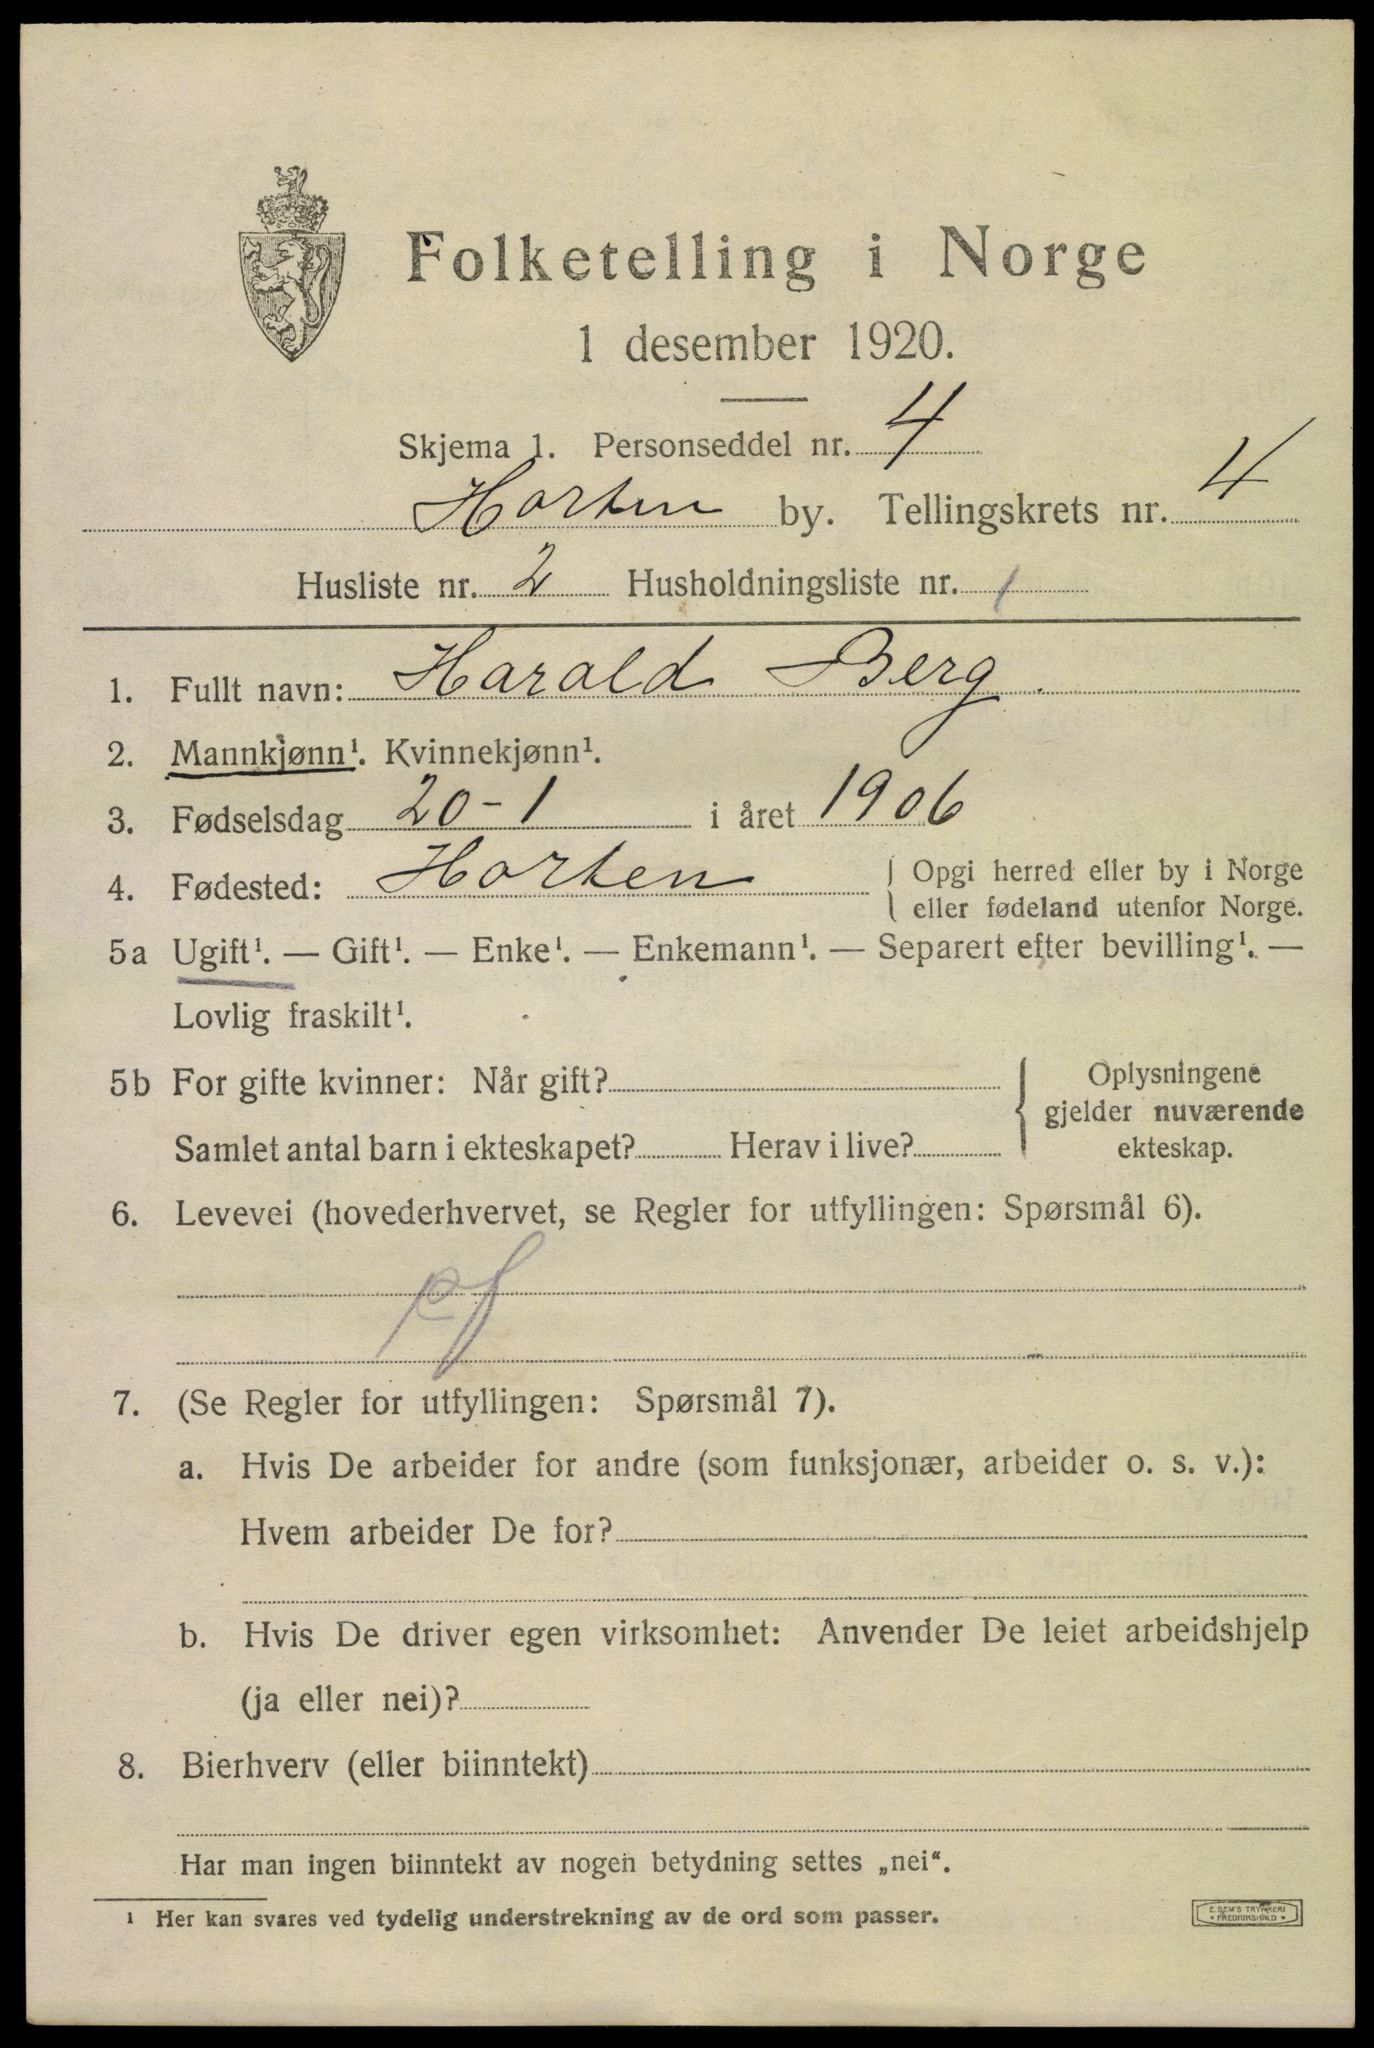 Folketelling i Norge
1 desember 1920.
Skjema 1. Personseddel nr. 4
Horten by. Tellingskrets nr. 4
Husliste nr. 2 Husholdningsliste nr. 1
1. Fullt navn: Harald Berg.
2. Mannkjønn¹. Kvinnekjønn¹.
3. Fødselsdag 20-1 i året 1906
4. Fødested: Horten
Opgi herred eller by i Norge
eller fødeland utenfor Norge.
5a Ugift¹. — Gift¹. — Enke¹. — Enkemann¹. — Separert efter bevilling¹. —
Lovlig fraskilt¹.
5b For gifte kvinner: Når gift?
Samlet antal barn i ekteskapet? Herav i live?
Oplysningene
gjelder nuværende
ekteskap.
6. Levevei (hovederhvervet, se Regler for utfyllingen: Spørsmål 6).
7. (Se Regler for utfyllingen: Spørsmål 7).
a. Hvis De arbeider for andre (som funksjonær, arbeider o. s. v.):
Hvem arbeider De for?
b. Hvis De driver egen virksomhet: Anvender De leiet arbeidshjelp
(ja eller nei)?
8. Bierhverv (eller biinntekt)
Har man ingen biinntekt av nogen betydning settes „nei“.
¹ Her kan svares ved tydelig understrekning av de ord som passer.
E. SEM'S TRYKKERI
* FREDRIKSHALD *